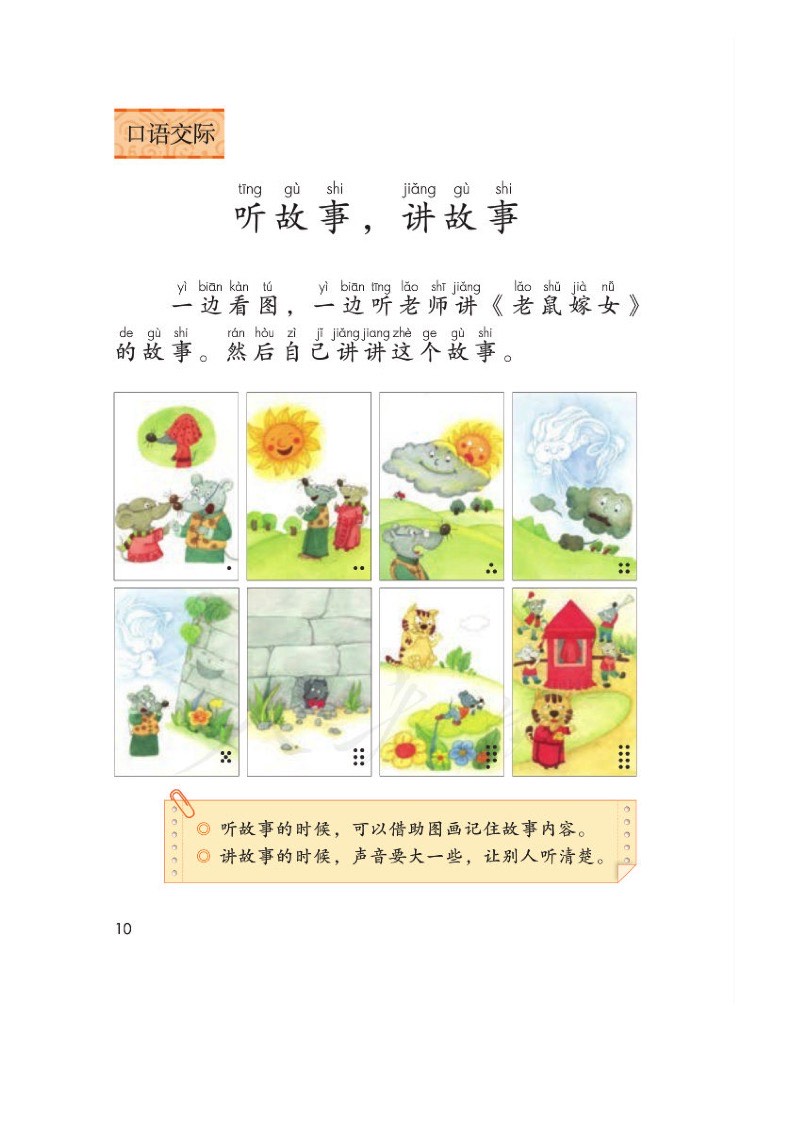 口语交际
tīng gù shi jiǎng gù shi
听故事，讲故事
yì biān kàn tú yì biān tīng lǎo shī jiǎng lǎo shǔ jià nǚ
一边看图，一边听老师讲《老鼠嫁女》
de gù shi rán hòu zì jǐ jiǎng jiang zhè ge gù shi
的故事。然后自己讲讲这个故事。
听故事的时候，可以借助图画记住故事内容。
讲故事的时候，声音要大一些，让别人听清楚。
10